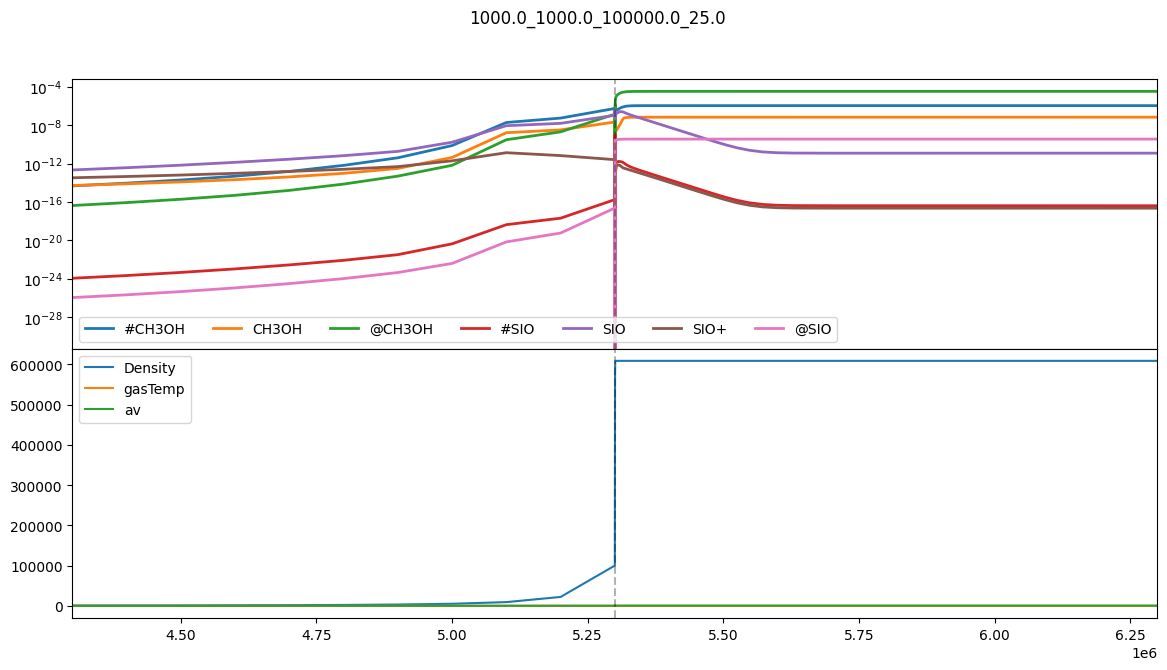 1000.0_1000.0_100000.0_25.0
10⁻⁴
10⁻⁸
10⁻¹²
10⁻¹⁶
10⁻²⁰
10⁻²⁴
10⁻²⁸
#CH3OH CH3OH @CH3OH #SIO SIO SIO+ @SIO
600000
500000
400000
300000
200000
100000
0
Density
gasTemp
av
4.50 4.75 5.00 5.25 5.50 5.75 6.00 6.25
1e6